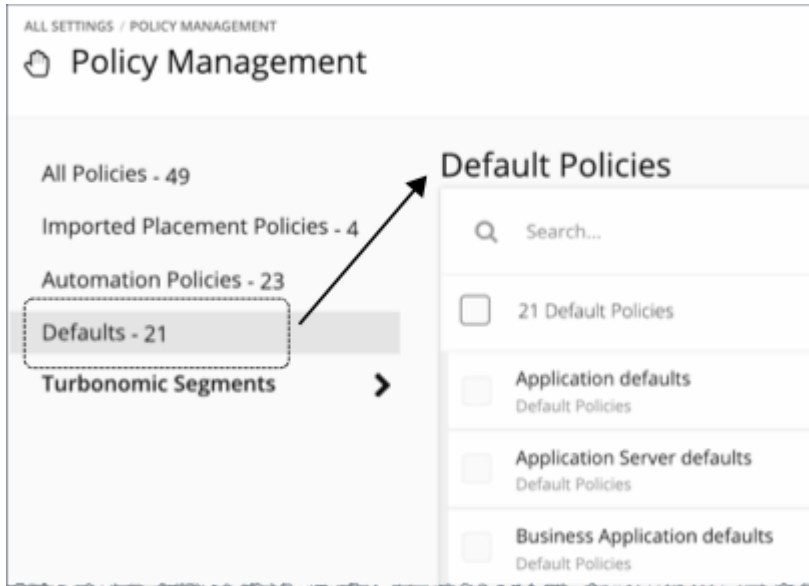 ALL SETTINGS / POLICY MANAGEMENT
Policy Management
All Policies - 49
Imported Placement Policies - 4
Automation Policies - 23
Defaults - 21
Turbonomic Segments
Default Policies
Search...
21 Default Policies
Application defaults
Default Policies
Application Server defaults
Default Policies
Business Application defaults
Default Policies